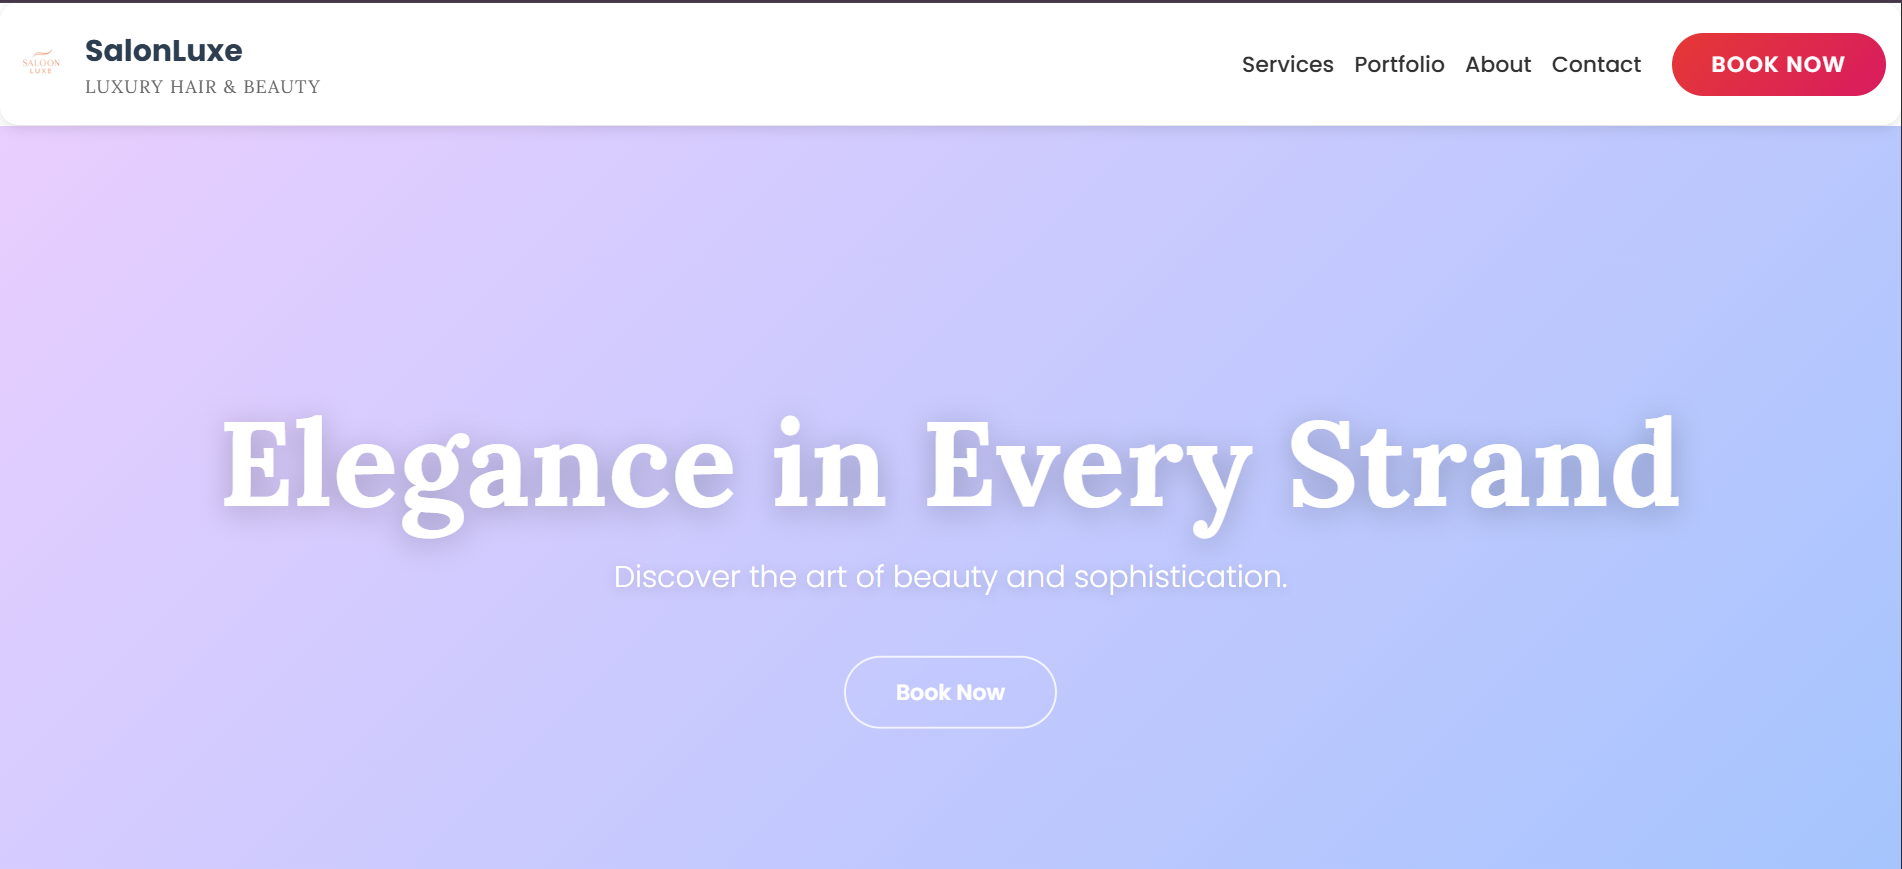 SALOON
LUXE
SalonLuxe
LUXURY HAIR & BEAUTY
Services Portfolio About Contact BOOK NOW
Elegance in Every Strand
Discover the art of beauty and sophistication.
Book Now